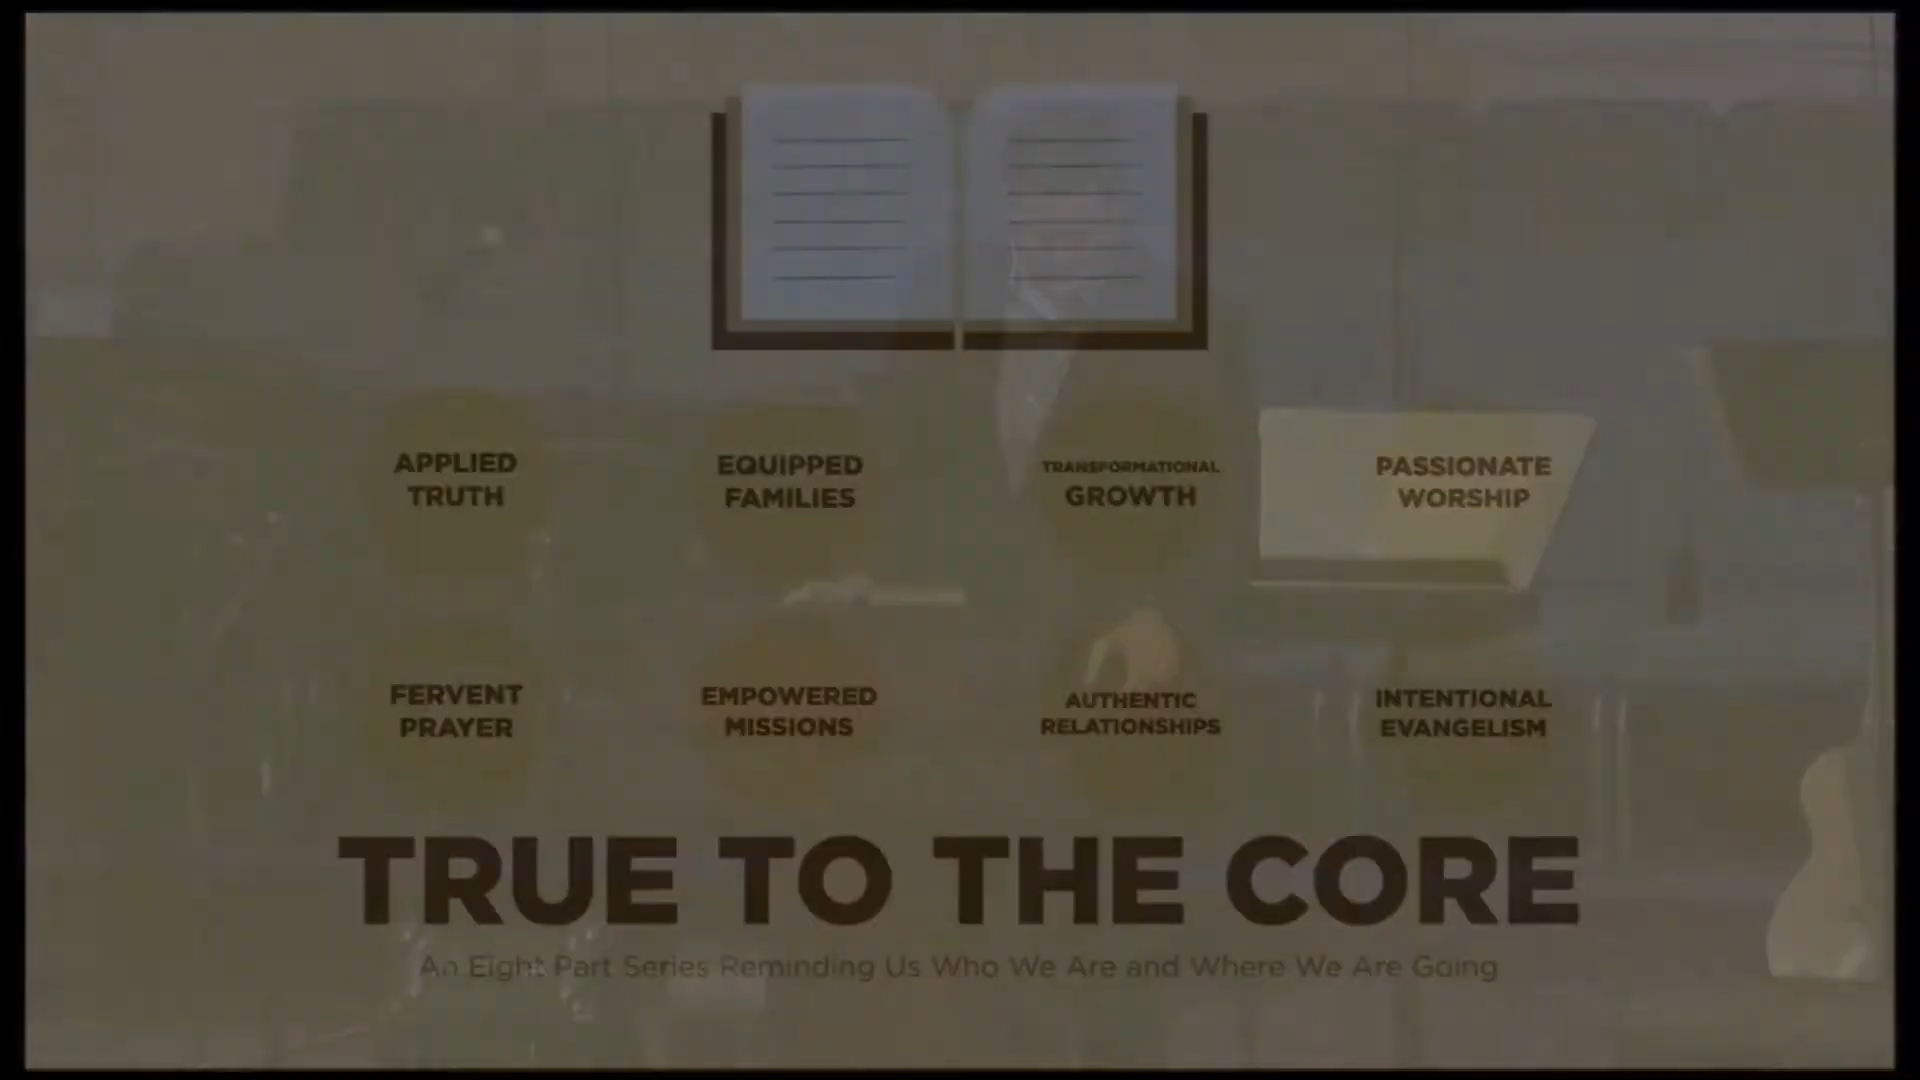 APPLIED
TRUTH
EQUIPPED
FAMILIES
TRANSFORMATIONAL
GROWTH
PASSIONATE
WORSHIP
FERVENT
PRAYER
EMPOWERED
MISSIONS
AUTHENTIC
RELATIONSHIPS
INTENTIONAL
EVANGELISM
TRUE TO THE CORE
An Eight Part Series Reminding Us Who We Are and Where We Are Going